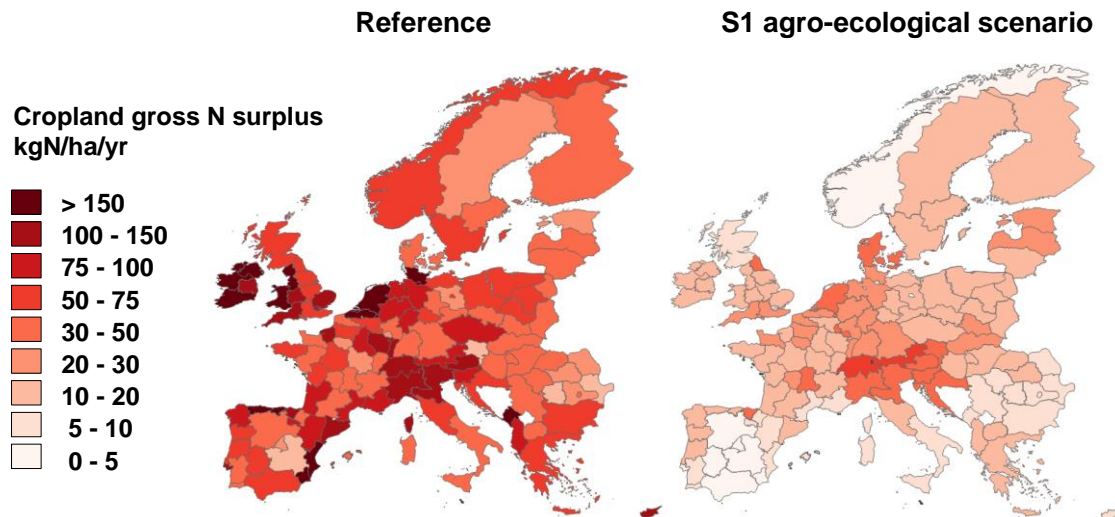 Reference
S1 agro-ecological scenario
Cropland gross N surplus
kgN/ha/yr
> 150
100 - 150
75 - 100
50 - 75
30 - 50
20 - 30
10 - 20
5 - 10
0 - 5